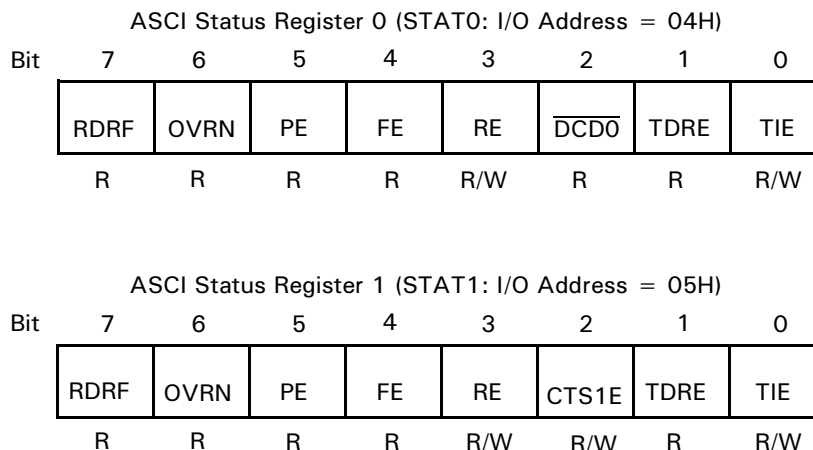 ASCI Status Register 0 (STAT0: I/O Address = 04H)
Bit 7 6 5 4 3 2 1 0
RDRF OVRN PE FE RE D̅C̅D̅0̅ TDRE TIE
R R R R R/W R R R/W
ASCI Status Register 1 (STAT1: I/O Address = 05H)
Bit 7 6 5 4 3 2 1 0
RDRF OVRN PE FE RE CTS1E TDRE TIE
R R R R R/W R/W R R/W